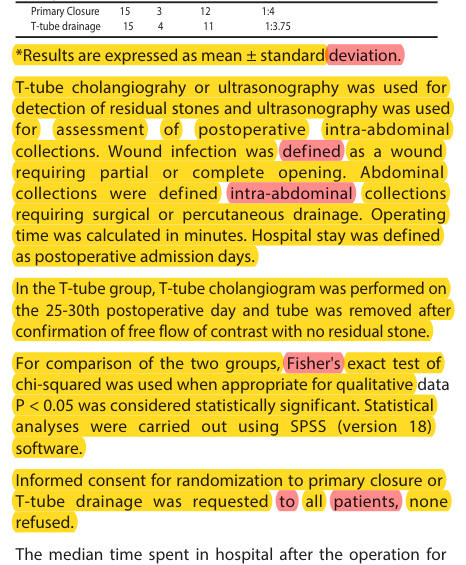 Primary Closure 15 3 12 1:4
T-tube drainage 15 4 11 1:3.75
*Results are expressed as mean ± standard deviation.
T-tube cholangiograhy or ultrasonography was used for
detection of residual stones and ultrasonography was used
for assessment of postoperative intra-abdominal
collections. Wound infection was defined as a wound
requiring partial or complete opening. Abdominal
collections were defined intra-abdominal collections
requiring surgical or percutaneous drainage. Operating
time was calculated in minutes. Hospital stay was defined
as postoperative admission days.
In the T-tube group, T-tube cholangiogram was performed on
the 25-30th postoperative day and tube was removed after
confirmation of free flow of contrast with no residual stone.
For comparison of the two groups, Fisher's exact test of
chi-squared was used when appropriate for qualitative data
P < 0.05 was considered statistically significant. Statistical
analyses were carried out using SPSS (version 18)
software.
Informed consent for randomization to primary closure or
T-tube drainage was requested to all patients, none
refused.
The median time spent in hospital after the operation for